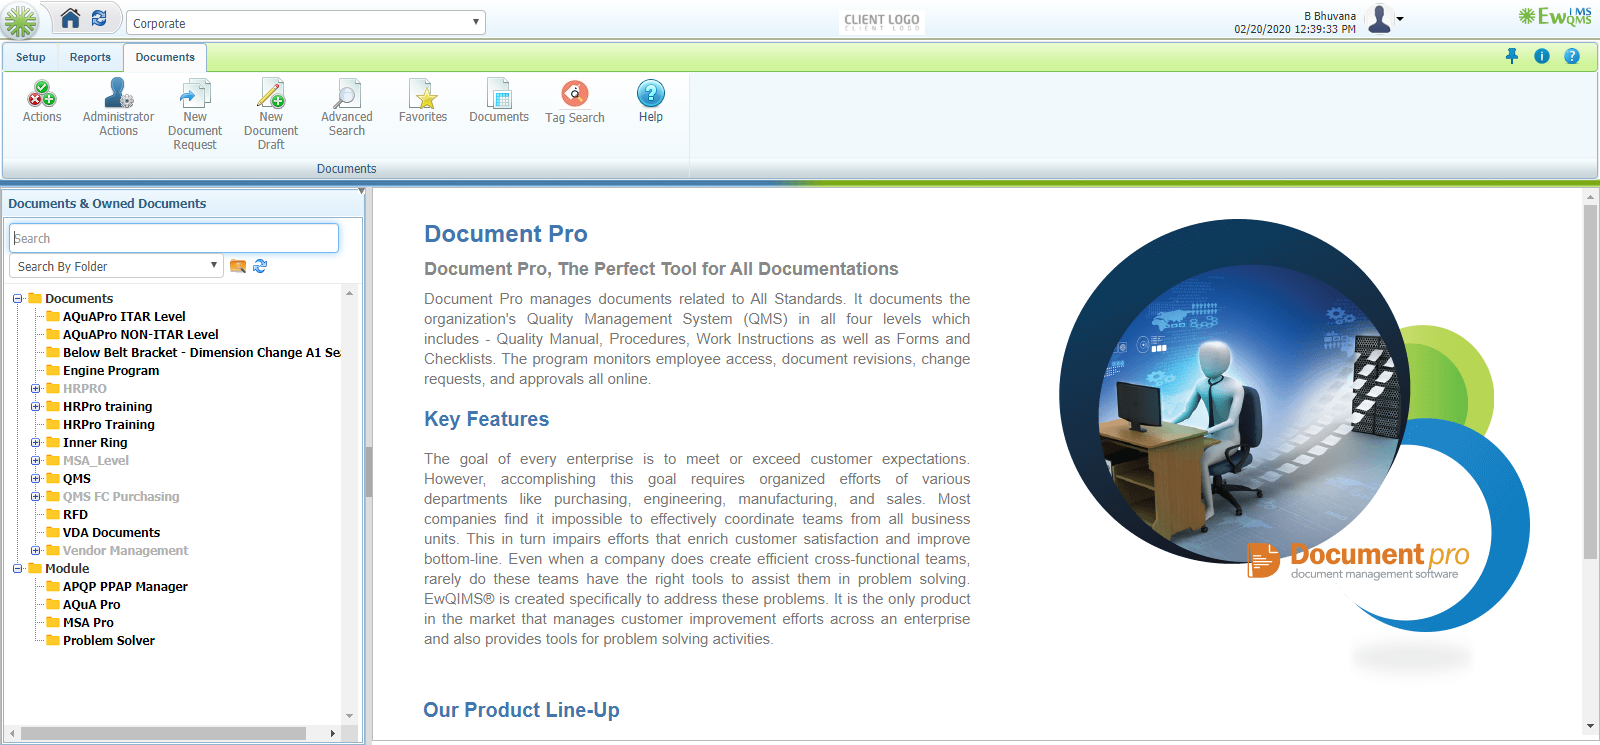 Corporate
CLIENT LOGO
CLIENT LOGO
B Bhuvana
02/20/2020 12:39:33 PM
EwQIMS
QMS
Setup
Reports
Documents
Actions
Administrator
Actions
New
Document
Request
New
Document
Draft
Advanced
Search
Favorites
Documents
Tag Search
Help
Documents
Documents & Owned Documents
Search
Search By Folder
Documents
AQuAPro ITAR Level
AQuAPro NON-ITAR Level
Below Belt Bracket - Dimension Change A1 Sea
Engine Program
HRPRO
HRPro training
HRPro Training
Inner Ring
MSA_Level
QMS
QMS FC Purchasing
RFD
VDA Documents
Vendor Management
Module
APQP PPAP Manager
AQuA Pro
MSA Pro
Problem Solver
Document Pro
Document Pro, The Perfect Tool for All Documentations
Document Pro manages documents related to All Standards. It documents the
organization's Quality Management System (QMS) in all four levels which
includes - Quality Manual, Procedures, Work Instructions as well as Forms and
Checklists. The program monitors employee access, document revisions, change
requests, and approvals all online.
Key Features
The goal of every enterprise is to meet or exceed customer expectations.
However, accomplishing this goal requires organized efforts of various
departments like purchasing, engineering, manufacturing, and sales. Most
companies find it impossible to effectively coordinate teams from all business
units. This in turn impairs efforts that enrich customer satisfaction and improve
bottom-line. Even when a company does create efficient cross-functional teams,
rarely do these teams have the right tools to assist them in problem solving.
EwQIMS® is created specifically to address these problems. It is the only product
in the market that manages customer improvement efforts across an enterprise
and also provides tools for problem solving activities.
Our Product Line-Up
Document pro
document management software